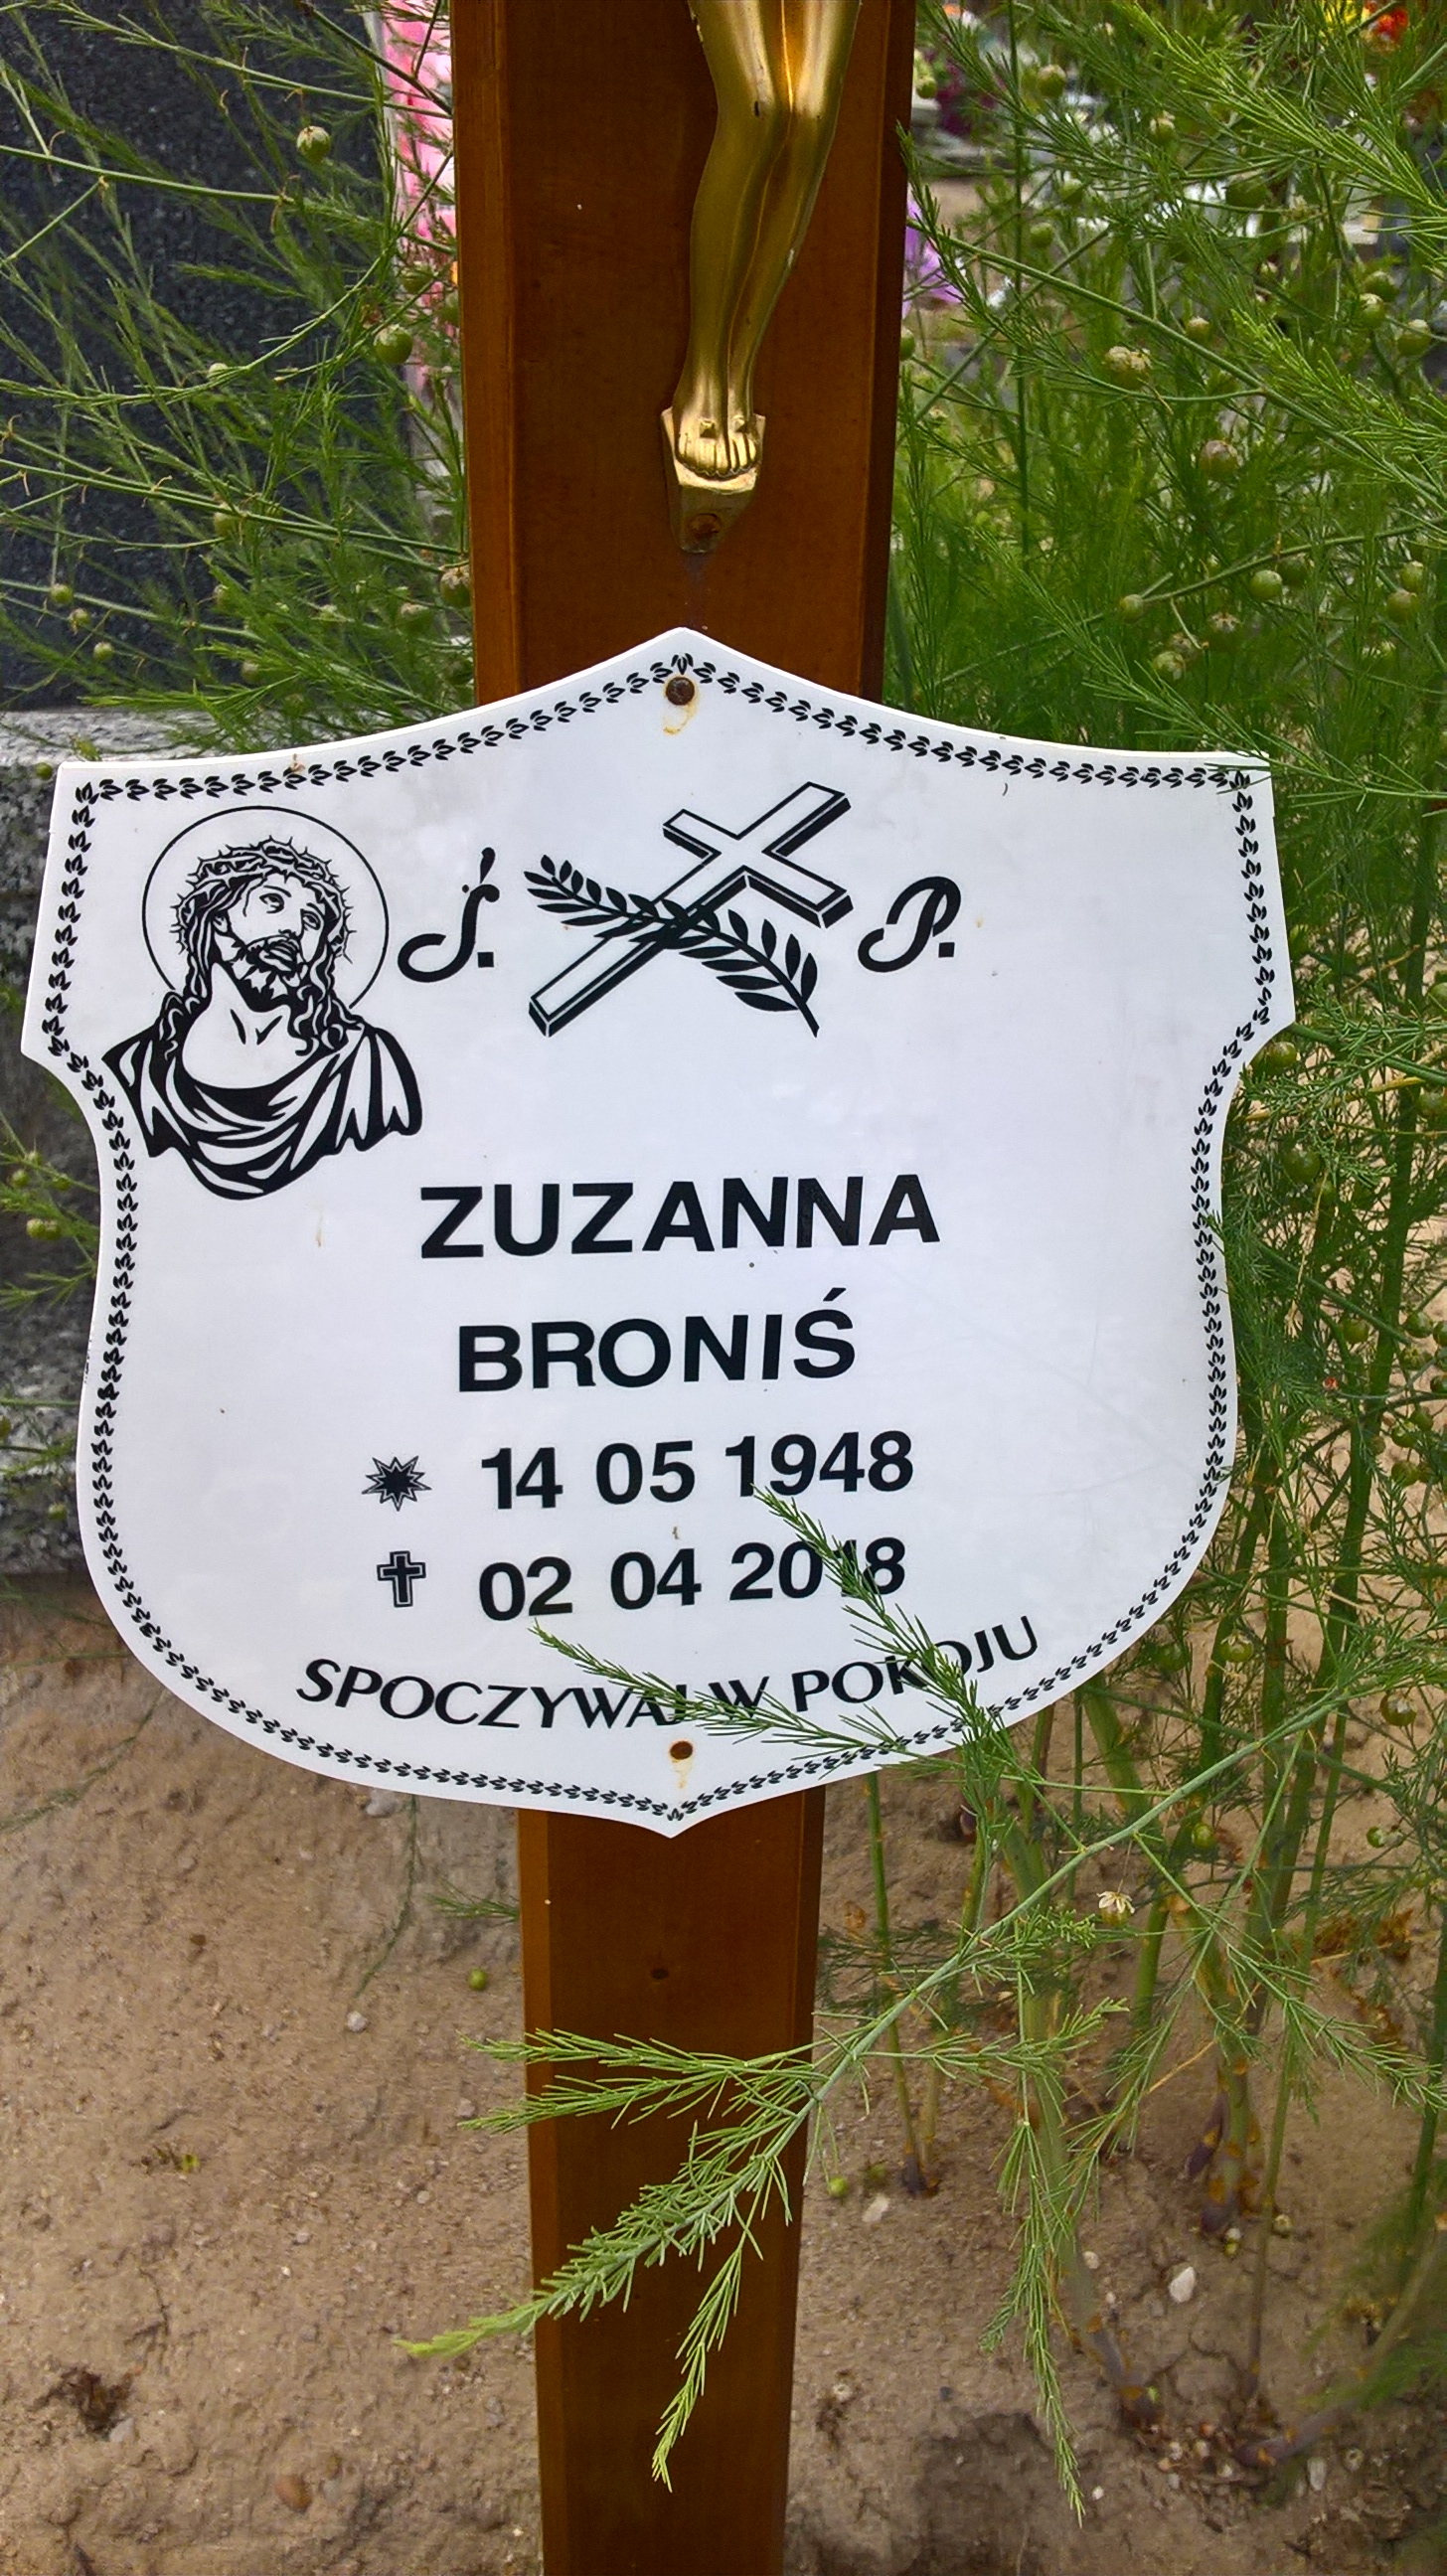 Ś. P.
ZUZANNA
BRONIŚ
14 05 1948
02 04 2018
SPOCZYWAJ W POKOJU